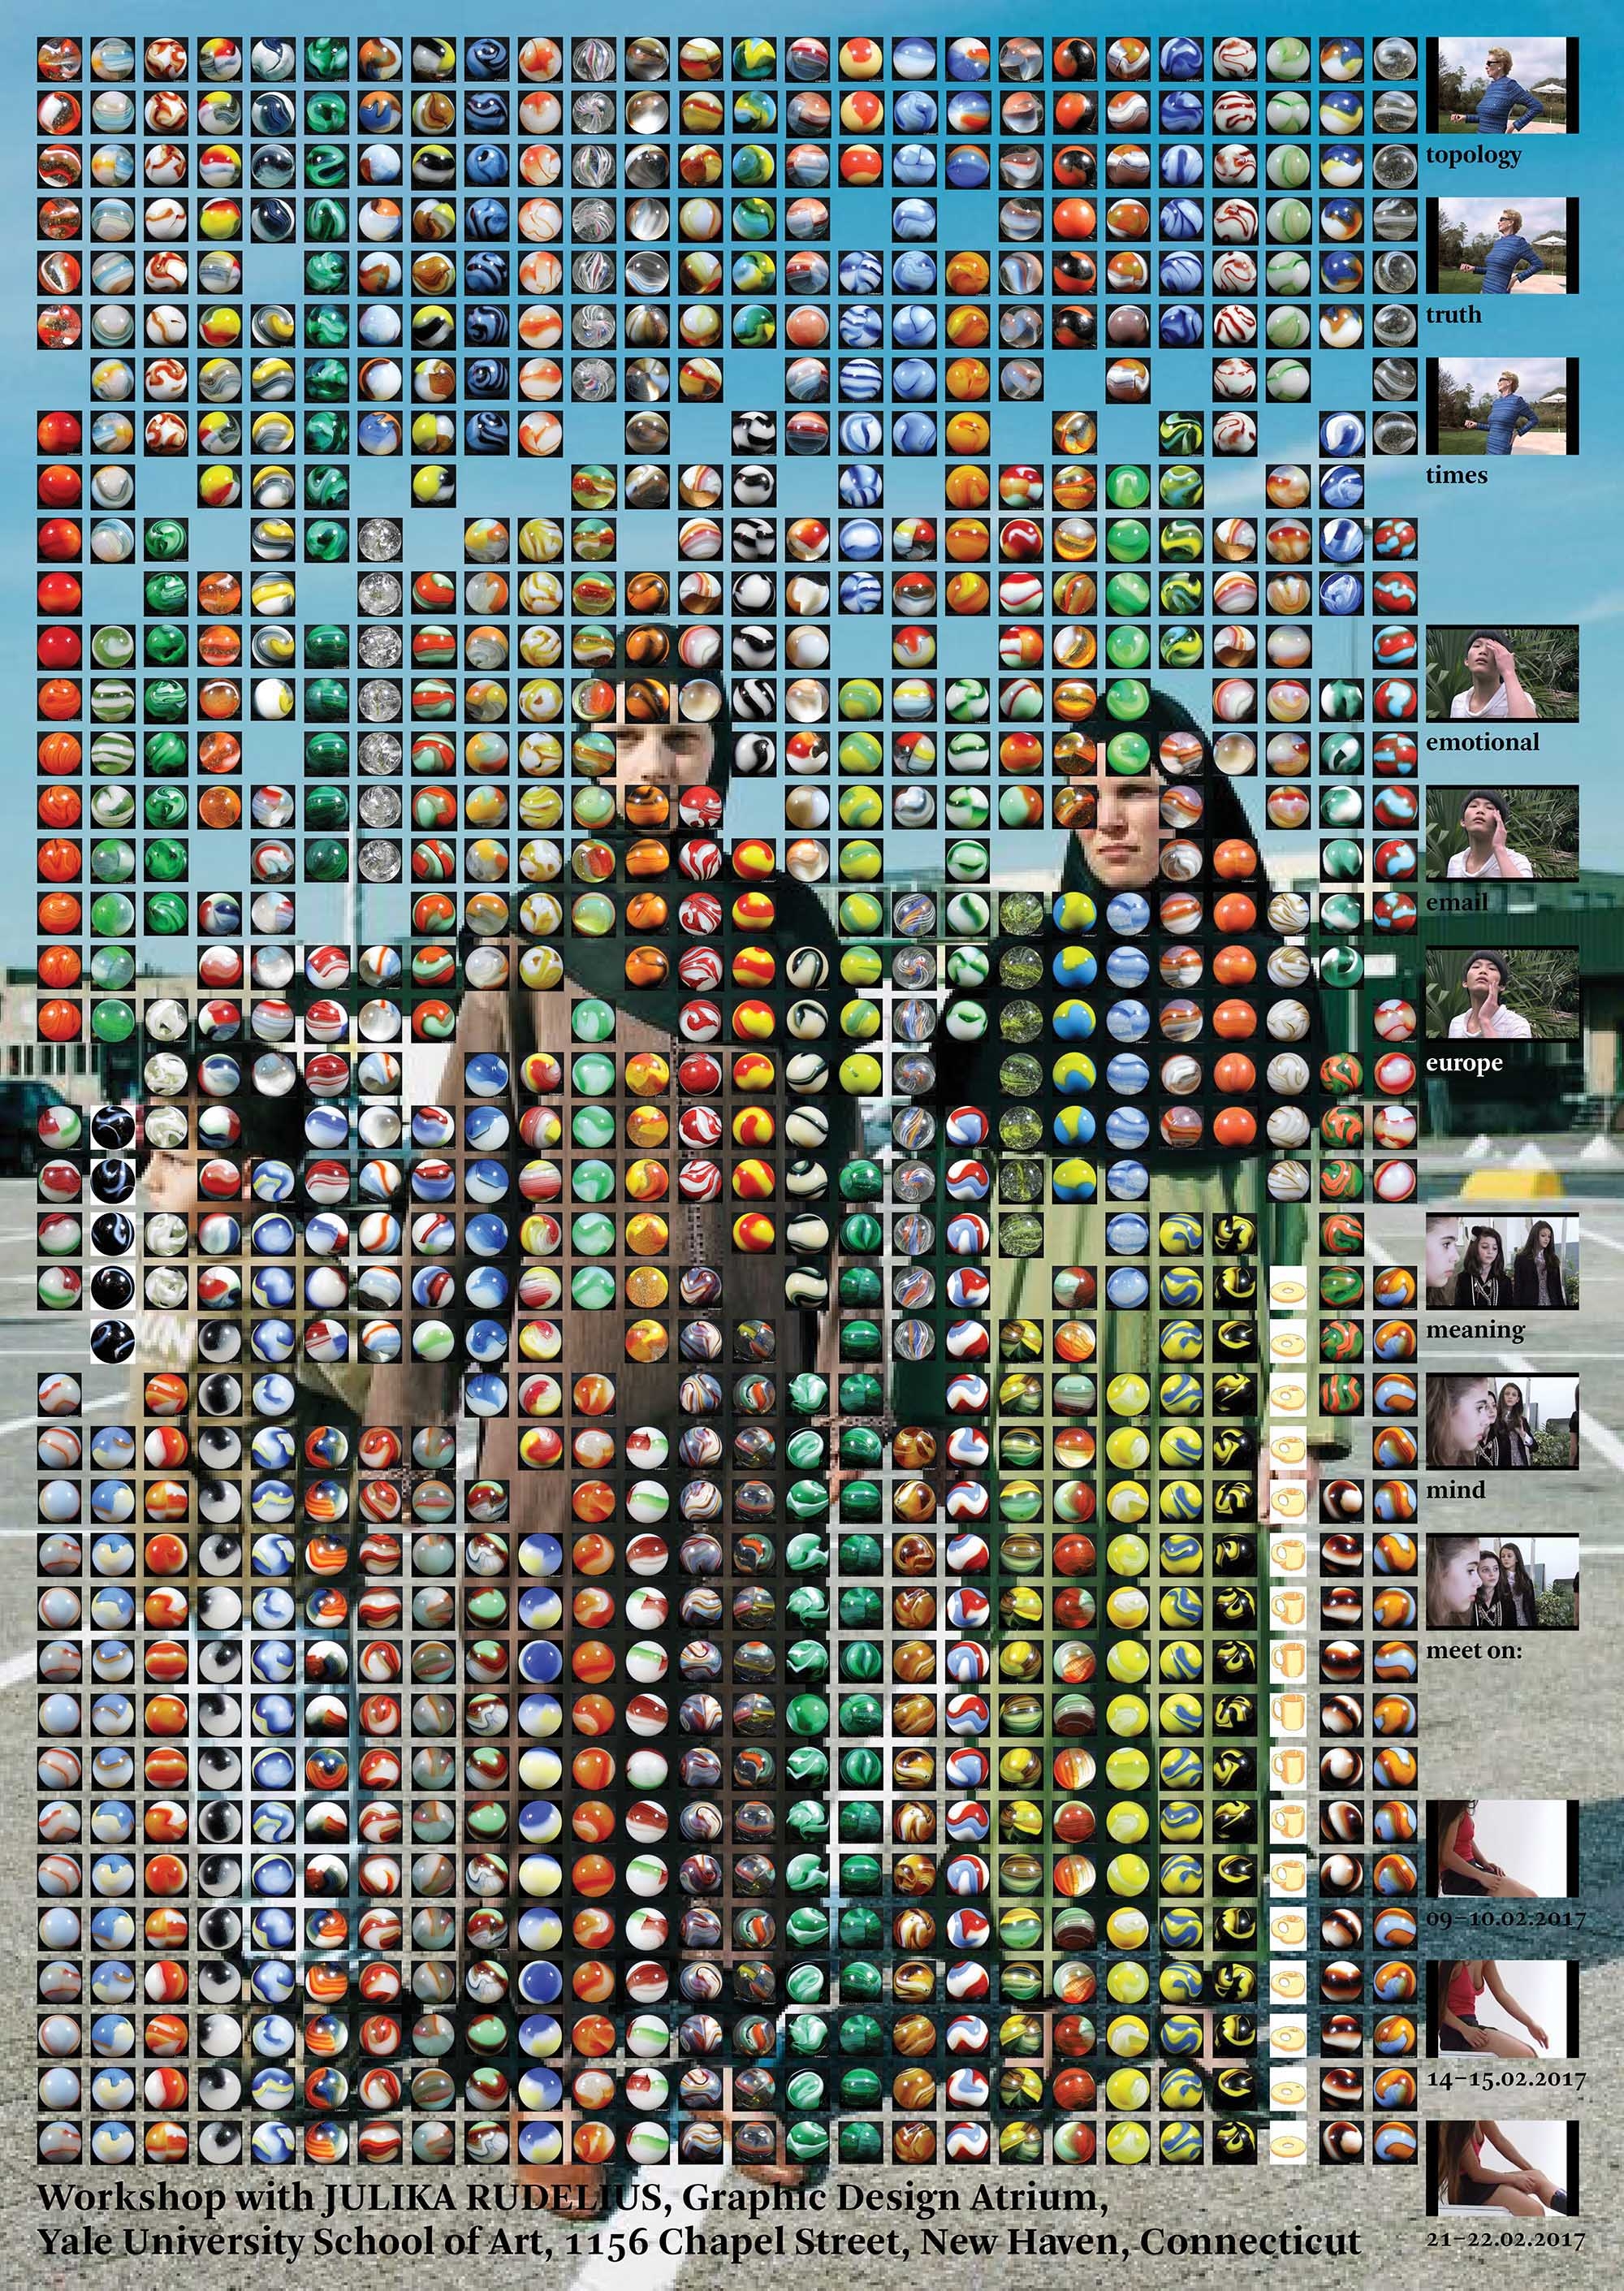 topology
truth
times
emotional
email
europe
meaning
mind
meet on:
09–10.02.2017
14–15.02.2017
21–22.02.2017
Workshop with JULIKA RUDELIUS, Graphic Design Atrium,
Yale University School of Art, 1156 Chapel Street, New Haven, Connecticut